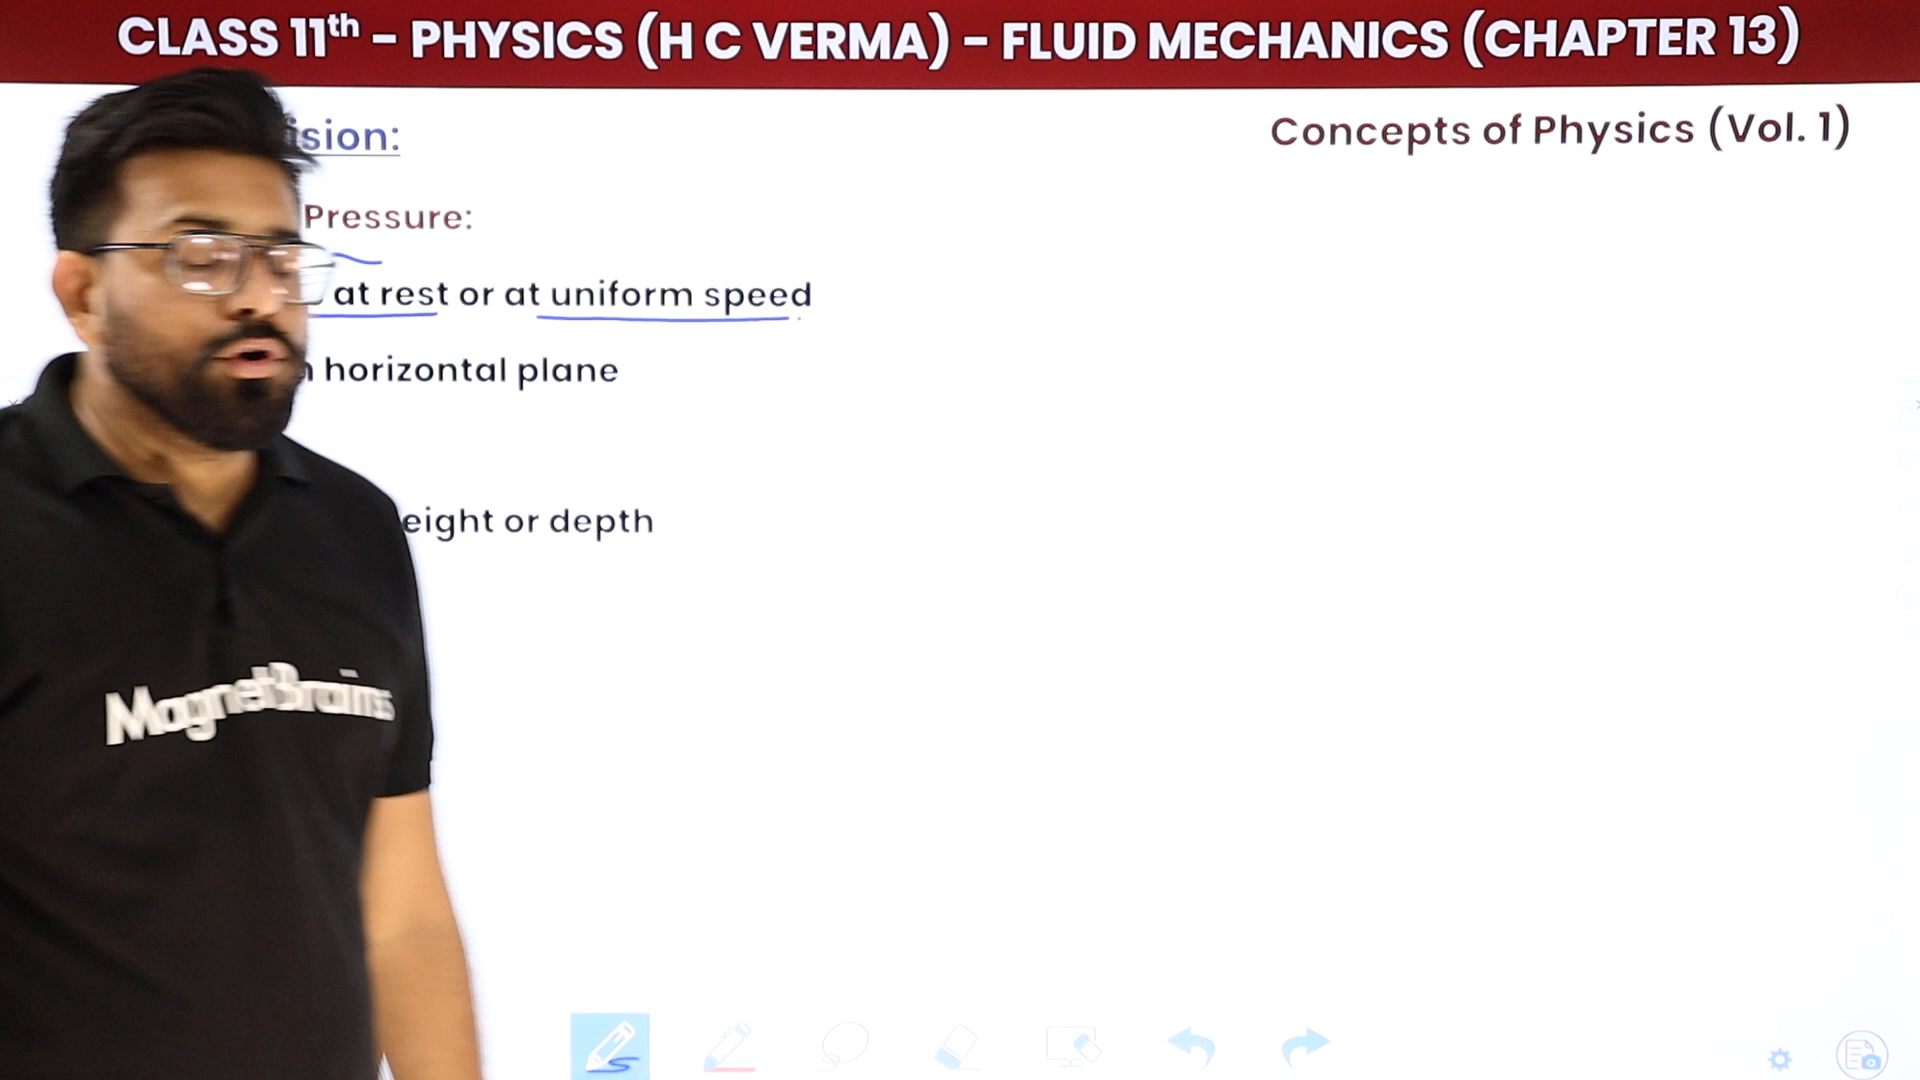 CLASS 11th - PHYSICS (H C VERMA) - FLUID MECHANICS (CHAPTER 13)
ision:
Concepts of Physics (Vol. 1)
Pressure:
at rest or at uniform speed
horizontal plane
eight or depth
MagnetBrains